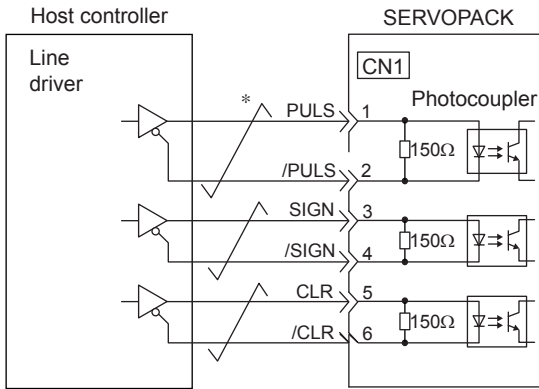 Host controller
SERVOPACK
Line
driver
CN1
Photocoupler
*
PULS 1
150Ω
/PULS 2
SIGN 3
150Ω
/SIGN 4
CLR 5
150Ω
/CLR 6